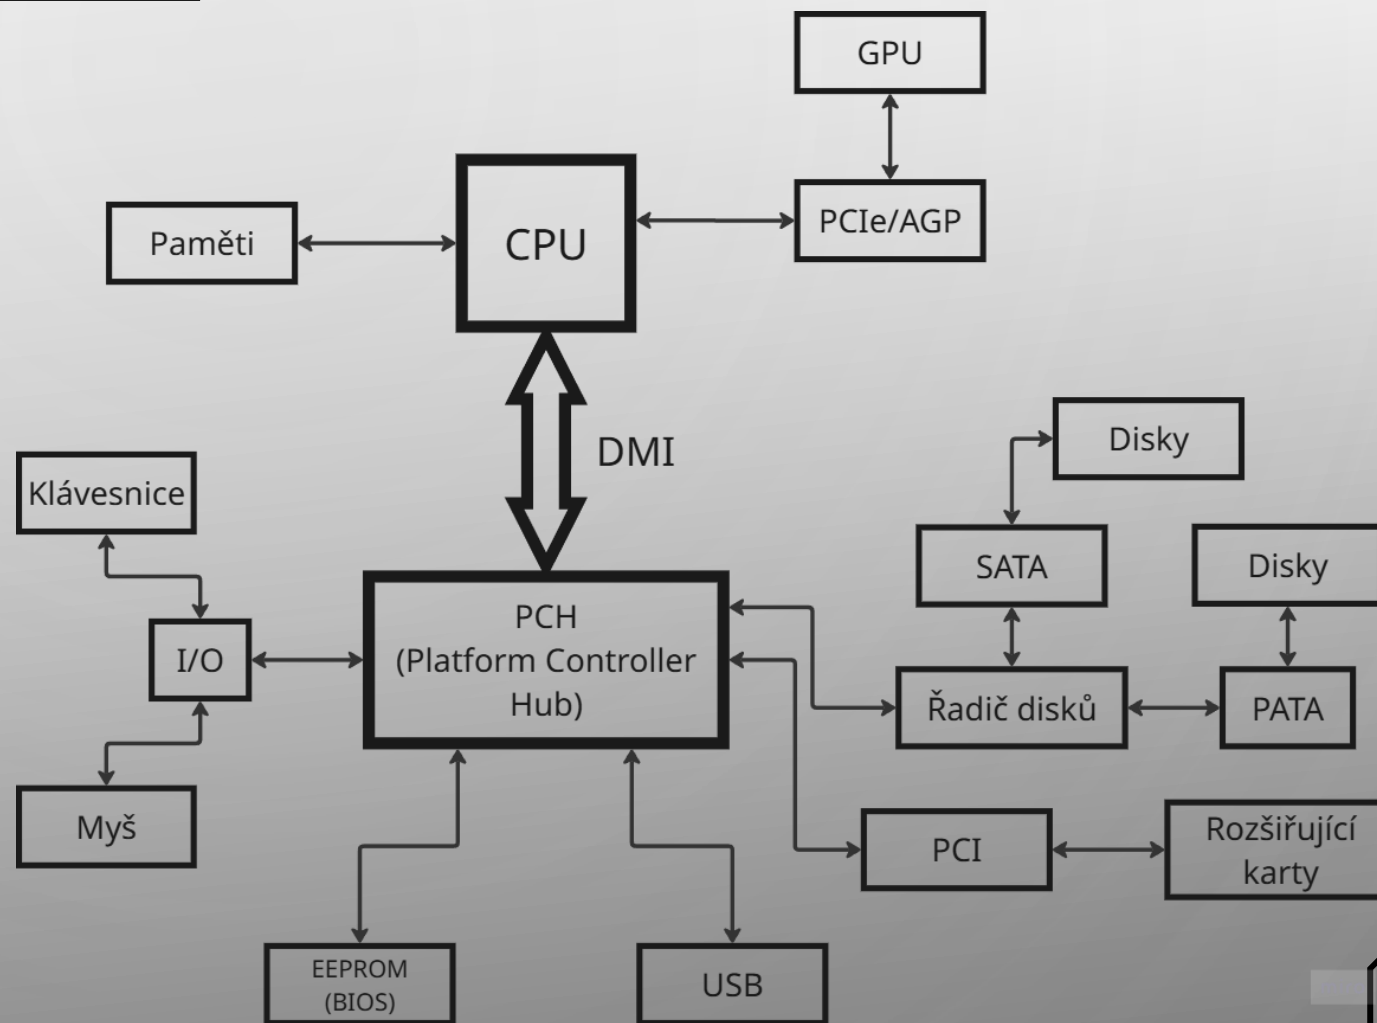 GPU
CPU
PCIe/AGP
Paměti
DMI
Disky
Klávesnice
SATA
Disky
PCH
(Platform Controller
Hub)
I/O
Řadič disků
PATA
Myš
PCI
Rozšiřující
karty
EEPROM
(BIOS)
USB